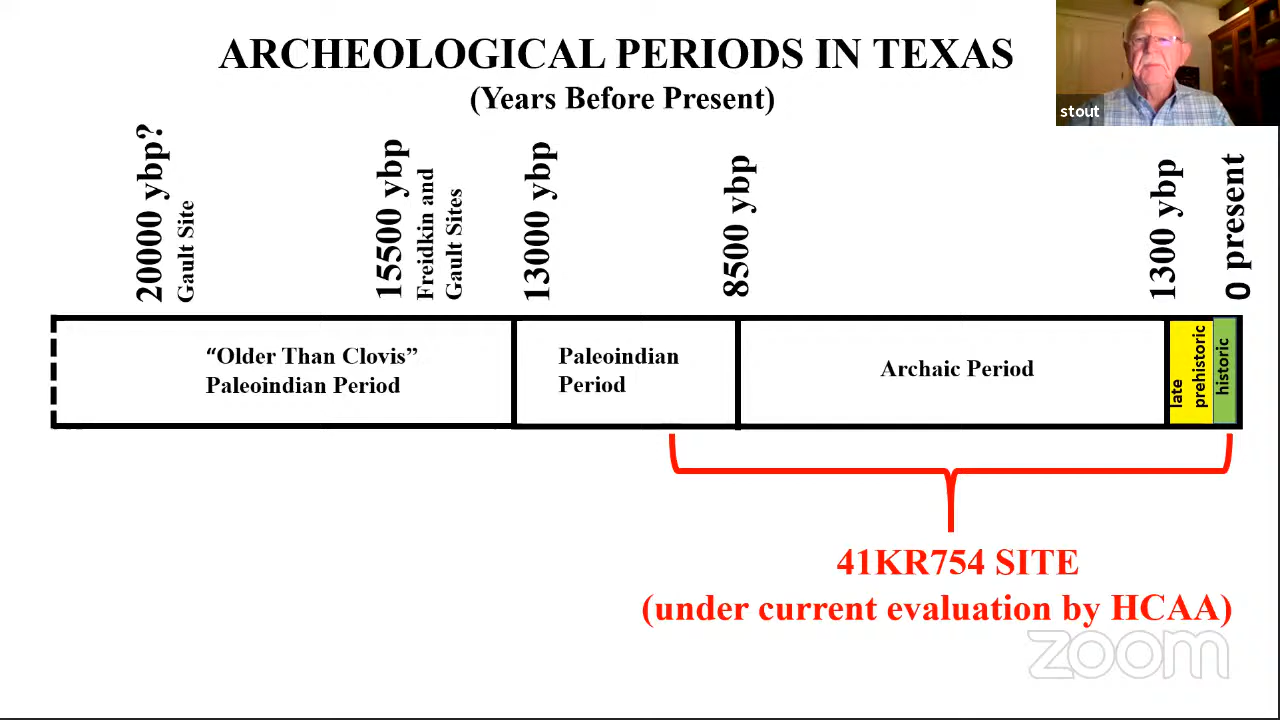 ARCHEOLOGICAL PERIODS IN TEXAS
(Years Before Present)
stout
20000 ybp?
Gault Site
15500 ybp
Freidkin and
Gault Sites
13000 ybp
8500 ybp
1300 ybp
0 present
“Older Than Clovis”
Paleoindian Period
Paleoindian
Period
Archaic Period
late
prehistoric
historic
41KR754 SITE
(under current evaluation by HCAA)
zoom